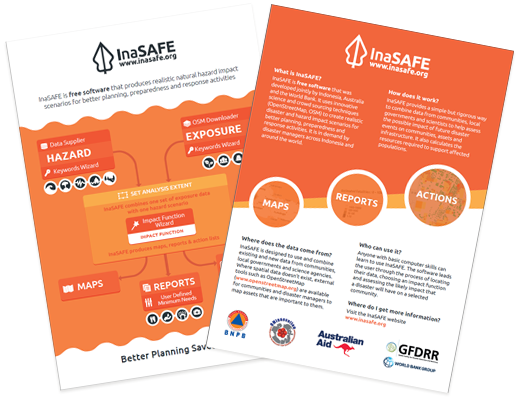 InaSAFE
www.inasafe.org
InaSAFE is free software that produces realistic natural hazard impact
scenarios for better planning, preparedness and response activities
Data Supplier
HAZARD
Keywords Wizard
OSM Downloader
EXPOSURE
Keywords Wizard
SET ANALYSIS EXTENT
InaSAFE combines one set of exposure data
with one hazard scenario
Impact Function
Wizard
IMPACT FUNCTION
InaSAFE produces maps, reports & action lists
MAPS
REPORTS
User Defined
Minimum Needs
Better Planning Save
InaSAFE
www.inasafe.org
What is InaSAFE?
InaSAFE is free software that was
developed jointly by Indonesia, Australia
and the World Bank. It uses innovative
science and crowd sourcing techniques
(OpenStreetMap, OSM) to create realistic
disaster and hazard impact scenarios for
better planning, preparedness and
response activities. It is in demand by
disaster managers across Indonesia and
around the world.
How does it work?
InaSAFE provides a simple but rigorous way
to combine data from communities, local
governments and scientists to help assess
the possible impact of future disaster
events on communities, assets and
infrastructure. It also calculates the
resources required to support affected
populations.
MAPS
REPORTS
ACTIONS
Where does the data come from?
InaSAFE is designed to use and combine
existing and new data from communities,
local governments and science agencies.
Where spatial data doesn't exist, external
tools such as OpenStreetMap
(www.openstreetmap.org) are available
for communities and disaster managers to
map assets that are important to them.
Who can use it?
Anyone with basic computer skills can
learn to use InaSAFE. The software leads
the user through the process of locating
their data, choosing an impact function
and assessing the likely impact that
a disaster will have on a selected
community.
Where do I get more information?
Visit the InaSAFE website
www.inasafe.org
BNPB
Australian
Aid
GFDRR
WORLD BANK GROUP